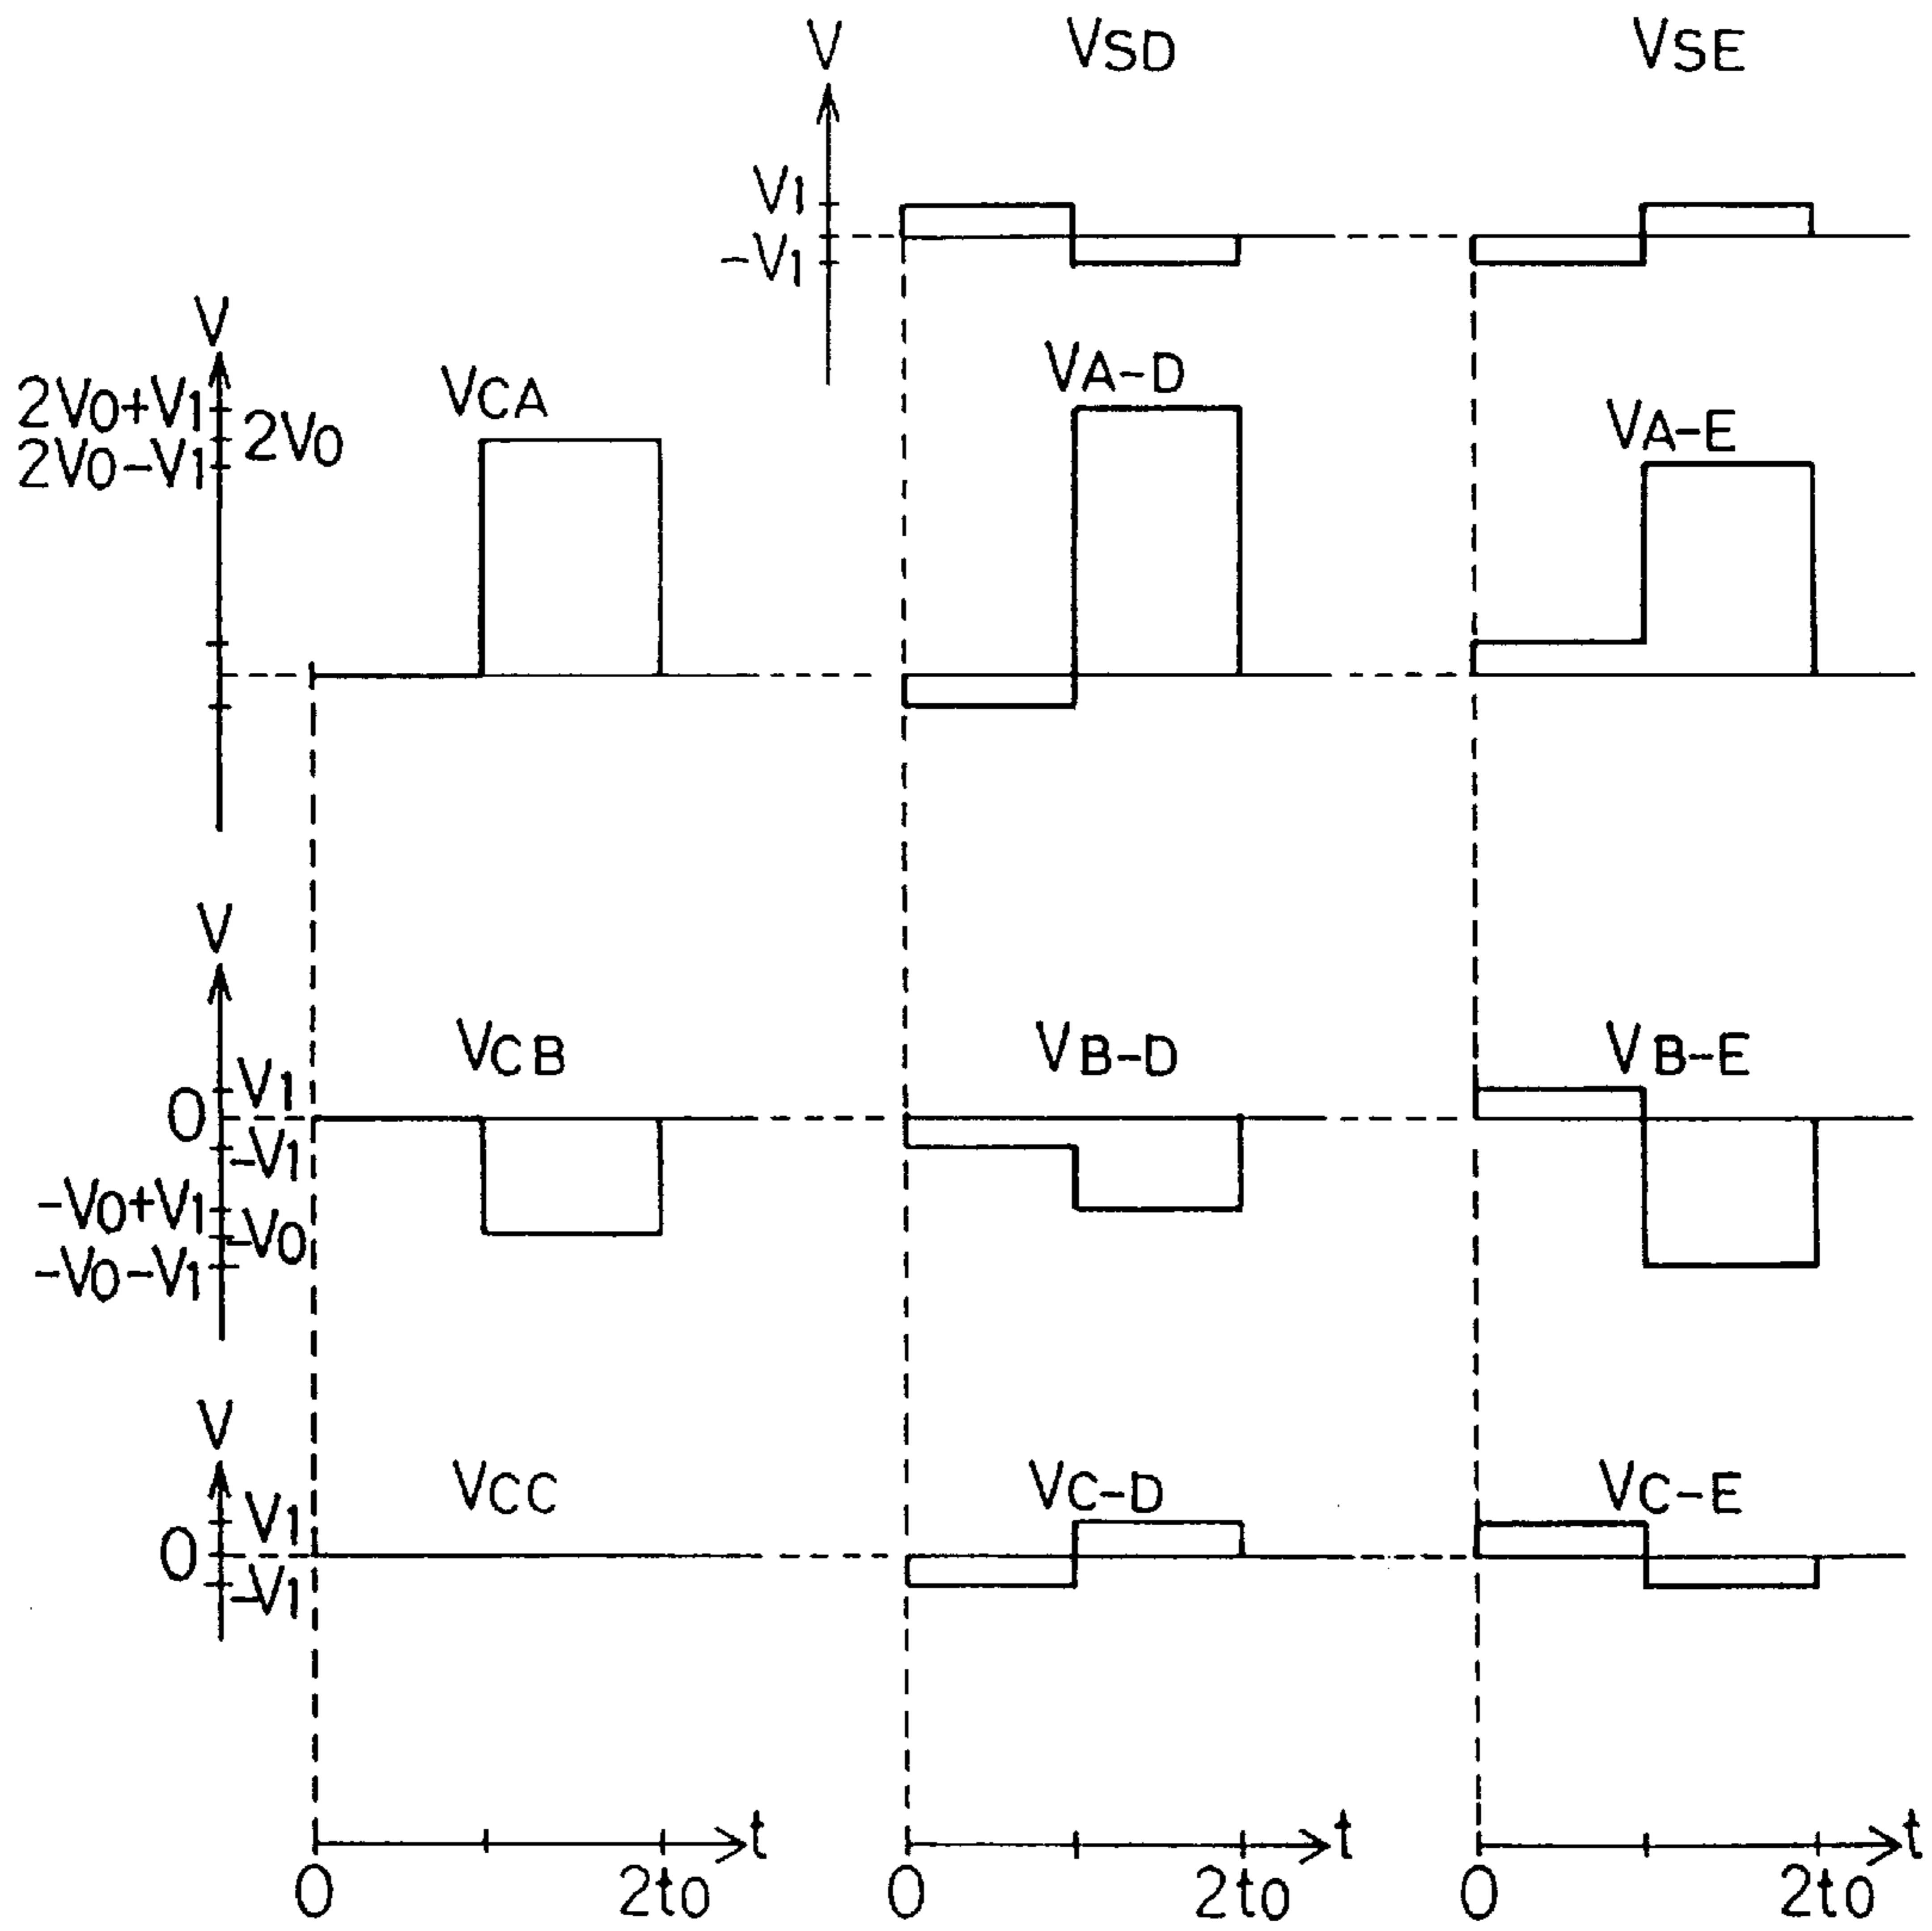 V VSD VSE
V1
-V1
V
2V0+V1 2V0 VCA VA-D VA-E
2V0-V1
V
VCB VB-D VB-E
V1
0
-V1
-V0+V1
-V0
-V0-V1
V
VCC VC-D VC-E
V1
0
-V1
t t t
0 2t0 0 2t0 0 2t0